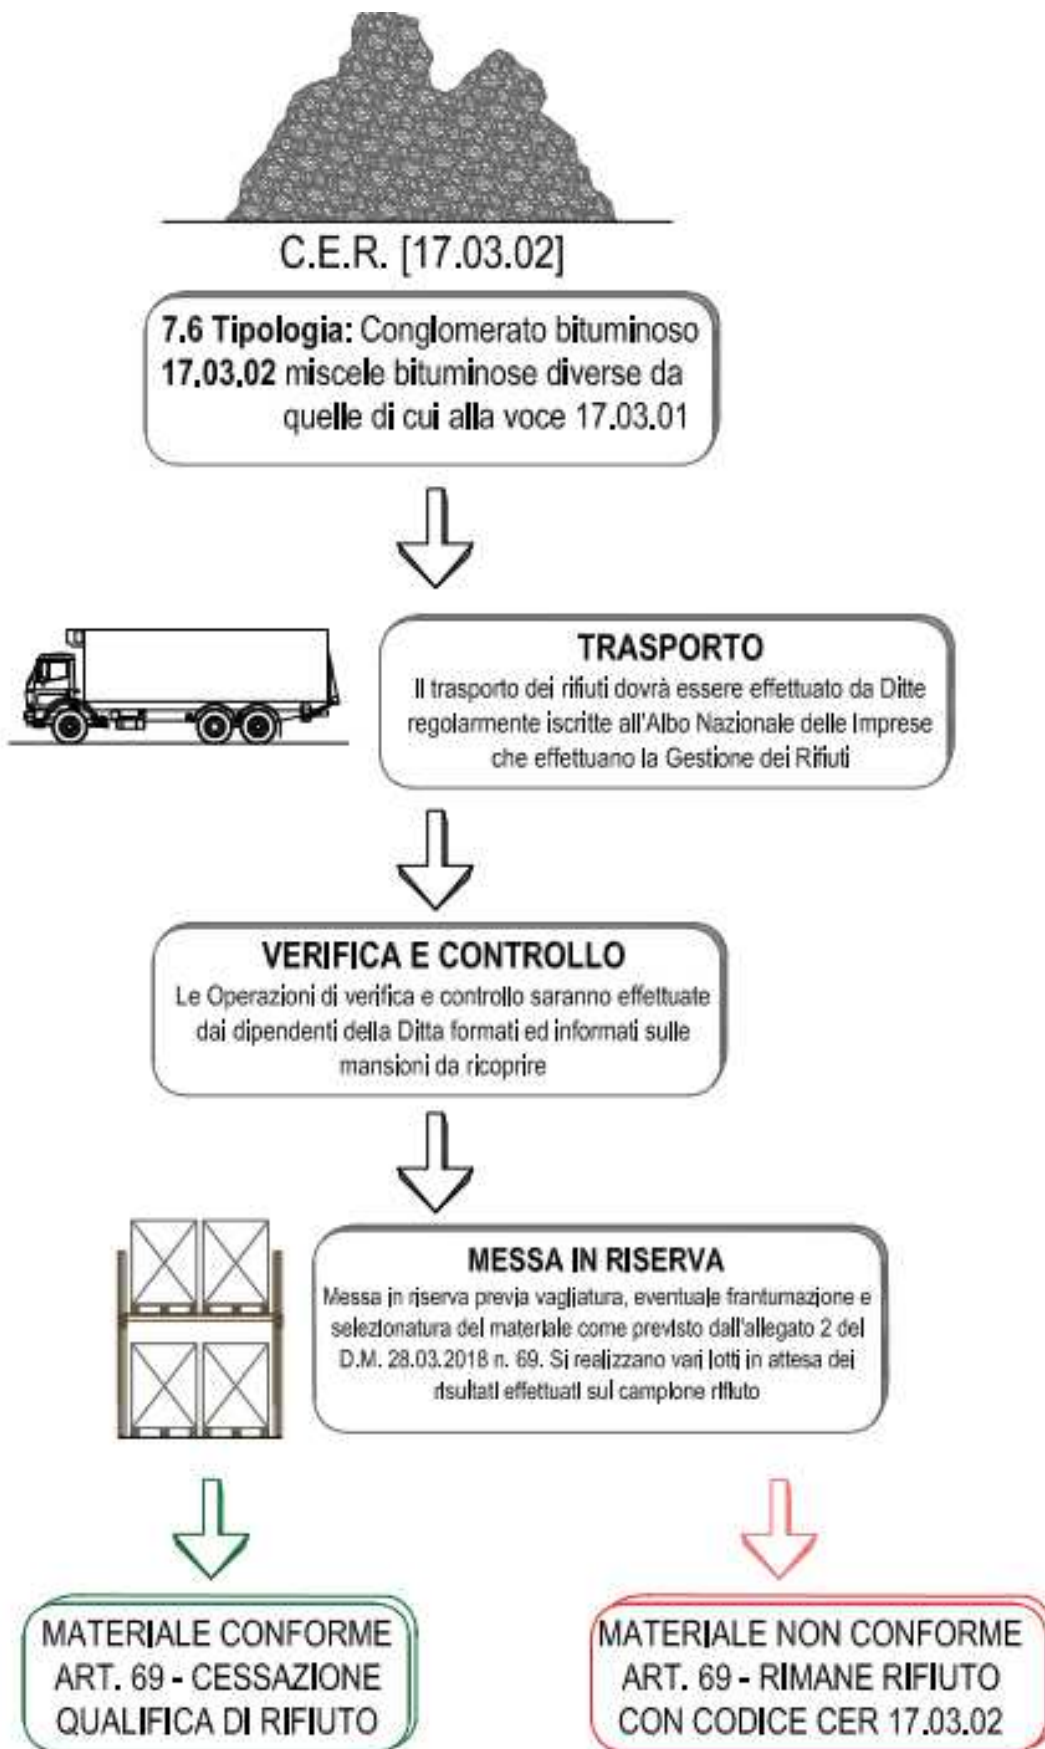 C.E.R. [17.03.02]
7.6 Tipologia: Conglomerato bituminoso
17.03.02 miscele bituminose diverse da
quelle di cui alla voce 17.03.01
TRASPORTO
Il trasporto dei rifiuti dovrà essere effettuato da Ditte
regolarmente iscritte all'Albo Nazionale delle Imprese
che effettuano la Gestione dei Rifiuti
VERIFICA E CONTROLLO
Le Operazioni di verifica e controllo saranno effettuate
dai dipendenti della Ditta formati ed informati sulle
mansioni da ricoprire
MESSA IN RISERVA
Messa in riserva previa vagliatura, eventuale frantumazione e
selezionatura del materiale come previsto dall'allegato 2 del
D.M. 28.03.2018 n. 69. Si realizzano vari lotti in attesa dei
risultati effettuati sul campione rifiuto
MATERIALE CONFORME
ART. 69 - CESSAZIONE
QUALIFICA DI RIFIUTO
MATERIALE NON CONFORME
ART. 69 - RIMANE RIFIUTO
CON CODICE CER 17.03.02